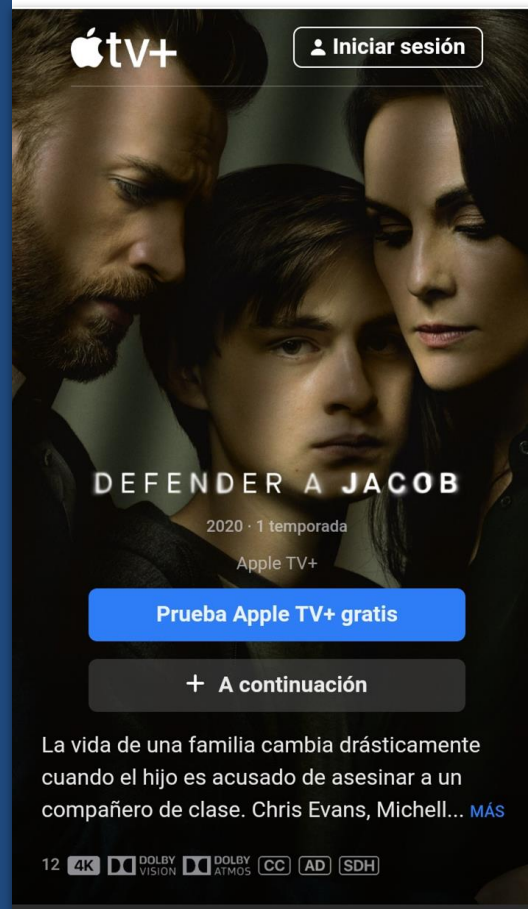 tv+
Iniciar sesión
DEFENDER A JACOB
2020 · 1 temporada
Apple TV+
Prueba Apple TV+ gratis
+ A continuación
La vida de una familia cambia drásticamente
cuando el hijo es acusado de asesinar a un
compañero de clase. Chris Evans, Michell... MÁS
12 4K DOLBY VISION DOLBY ATMOS CC AD SDH